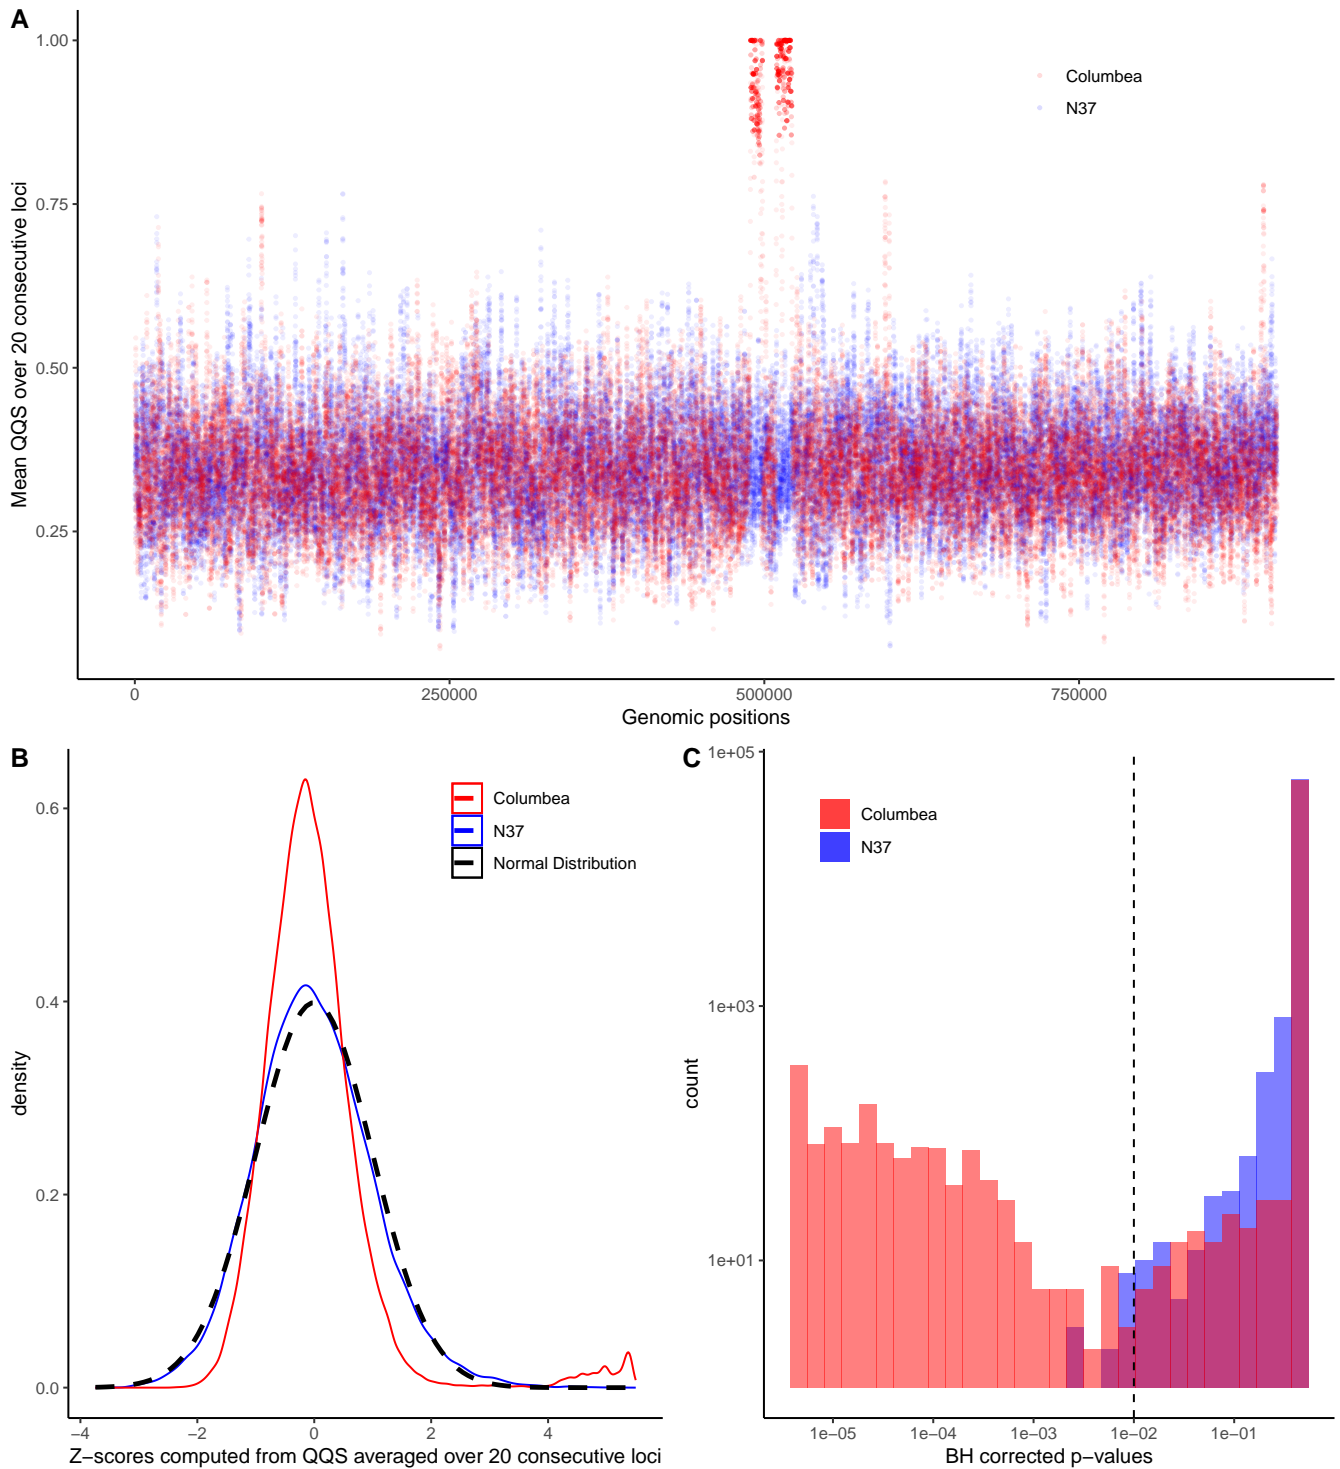 A
Mean QQS over 20 consecutive loci
1.00
0.75
0.50
0.25
Columbea
N37
0
250000
500000
750000
Genomic positions
B
density
0.6
0.4
0.2
0.0
Columbea
N37
Normal Distribution
−4
−2
0
2
4
Z−scores computed from QQS averaged over 20 consecutive loci
C
count
1e+05
1e+03
1e+01
Columbea
N37
1e−05
1e−04
1e−03
1e−02
1e−01
BH corrected p−values